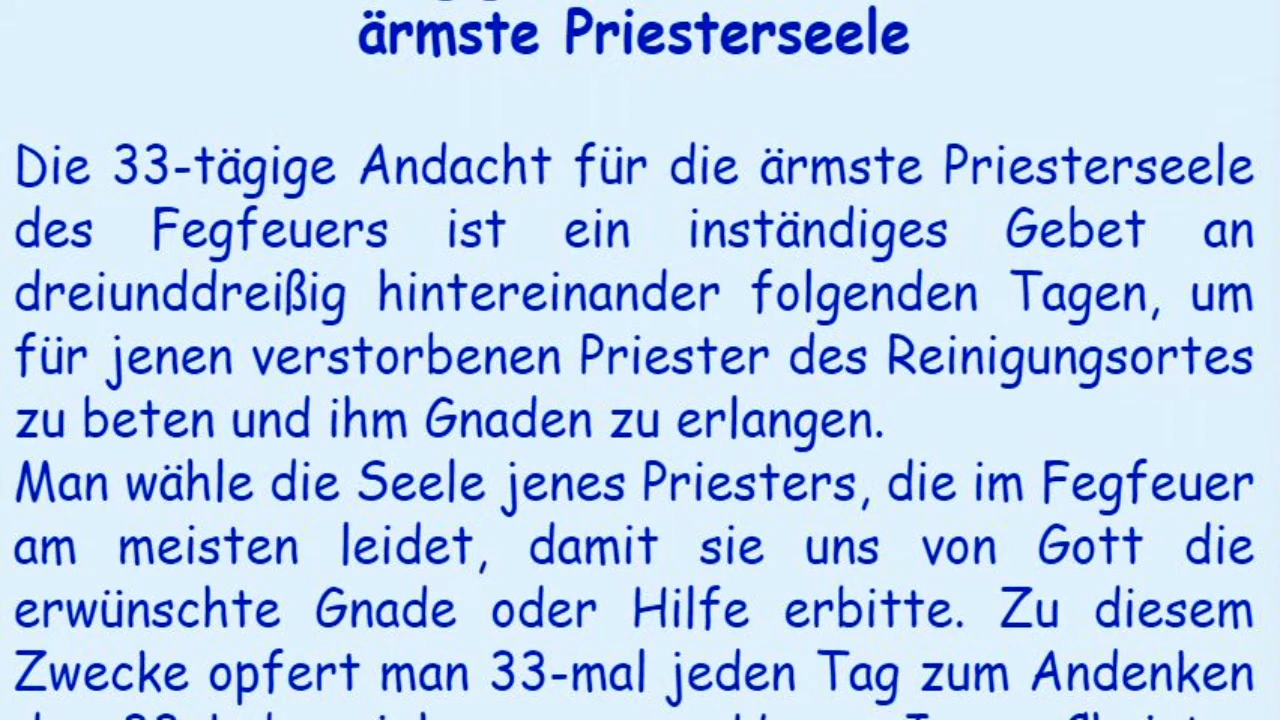 ärmste Priesterseele
Die 33-tägige Andacht für die ärmste Priesterseele
des Fegfeuers ist ein inständiges Gebet an
dreiunddreißig hintereinander folgenden Tagen, um
für jenen verstorbenen Priester des Reinigungsortes
zu beten und ihm Gnaden zu erlangen.
Man wähle die Seele jenes Priesters, die im Fegfeuer
am meisten leidet, damit sie uns von Gott die
erwünschte Gnade oder Hilfe erbitte. Zu diesem
Zwecke opfert man 33-mal jeden Tag zum Andenken